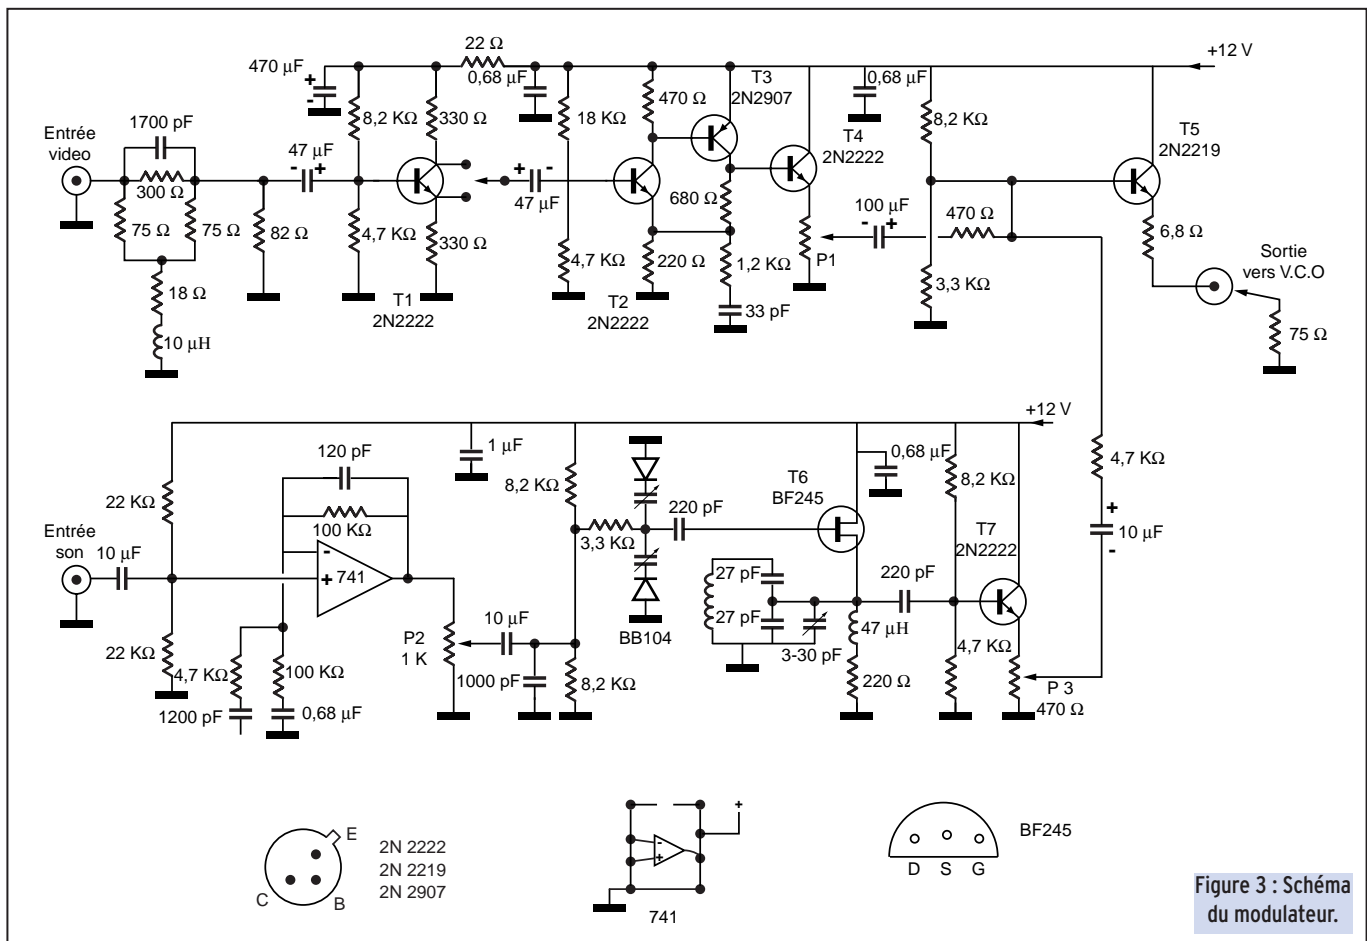 22 Ω
+12 V
470 µF
+
-
0,68 µF
T3
2N2907
0,68 µF
8,2 KΩ
330 Ω
18 KΩ
470 Ω
8,2 KΩ
1700 pF
Entrée
video
T4
2N2222
T5
2N2219
47 µF
- +
+ -
47 µF
300 Ω
680 Ω
100 µF
- +
470 Ω
75 Ω
75 Ω
82 Ω
4,7 KΩ
330 Ω
4,7 KΩ
220 Ω
1,2 KΩ
P1
6,8 Ω
Sortie
vers V.C.O
18 Ω
T1
2N2222
T2
2N2222
33 pF
3,3 KΩ
10 µH
75 Ω
+12 V
120 pF
1 µF
0,68 µF
22 KΩ
100 KΩ
8,2 KΩ
220 pF
T6
BF245
8,2 KΩ
4,7 KΩ
Entrée
son
10 µF
-
+
741
3,3 KΩ
T7
2N2222
+
10 µF
-
27 pF
220 pF
27 pF
P2
1 K
10 µF
BB104
47 µH
3-30 pF
22 KΩ
4,7 KΩ
100 KΩ
1000 pF
8,2 KΩ
220 Ω
4,7 KΩ
P 3
470 Ω
1200 pF
0,68 µF
E
C
B
2N 2222
2N 2219
2N 2907
+
-
+
741
BF245
D S G
Figure 3 : Schéma
du modulateur.